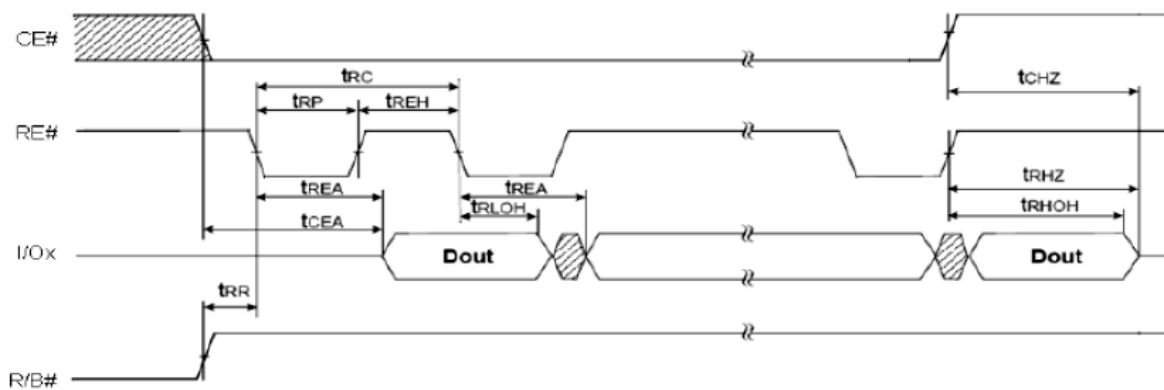 CE#
tRC
tCHZ
tRP
tREH
RE#
tREA
tREA
tRHZ
tCEA
tRLOH
tRHOH
I/Ox
Dout
Dout
tRR
R/B#